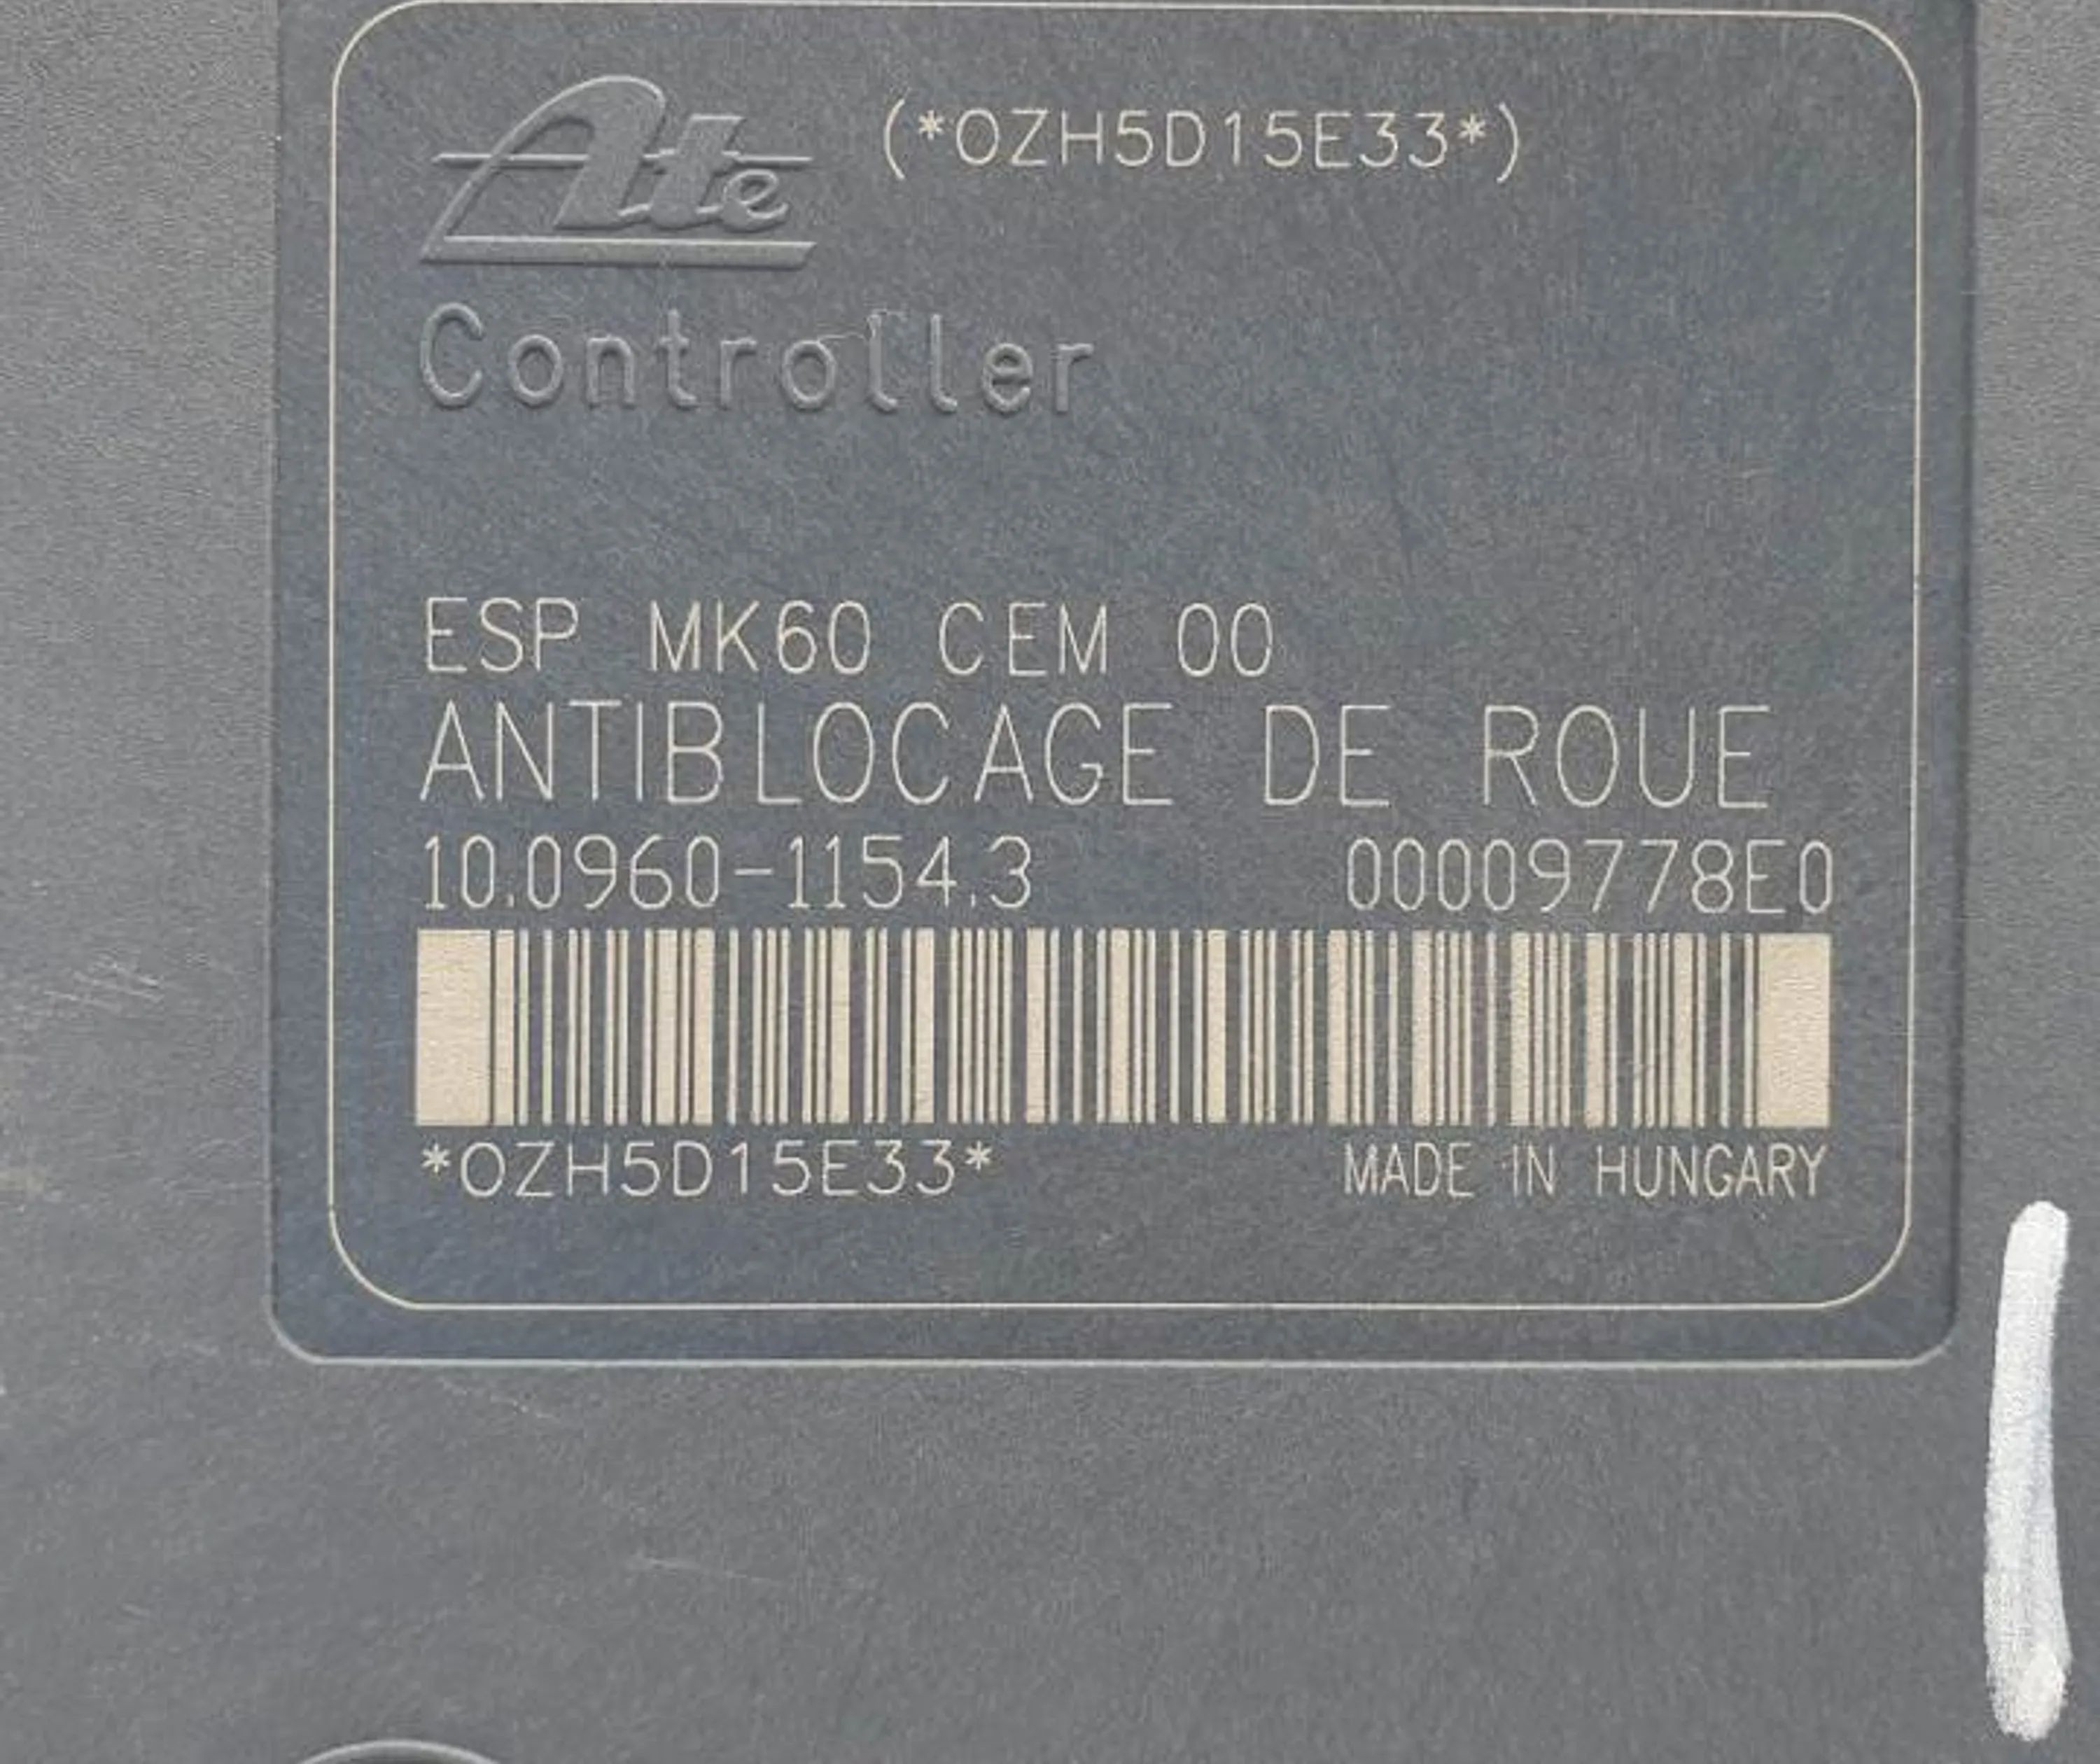 Ate (*OZH5D15E33*)
Controller
ESP MK60 CEM 00
ANTIBLOCAGE DE ROUE
10.0960-1154.3 00009778E0
*OZH5D15E33* MADE IN HUNGARY